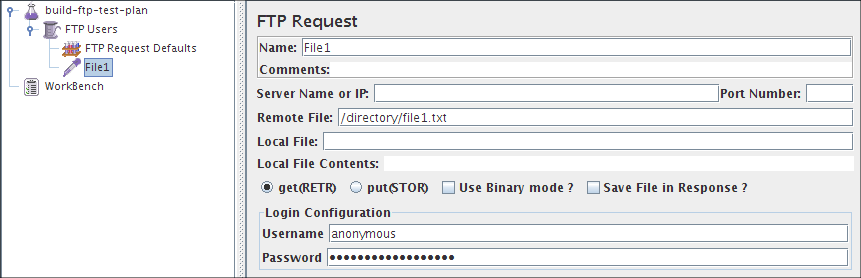 build-ftp-test-plan
FTP Users
FTP Request Defaults
File1
WorkBench
FTP Request
Name: File1
Comments:
Server Name or IP: Port Number:
Remote File: /directory/file1.txt
Local File:
Local File Contents:
get(RETR) put(STOR) Use Binary mode ? Save File in Response ?
Login Configuration
Username anonymous
Password ●●●●●●●●●●●●●●●●●●